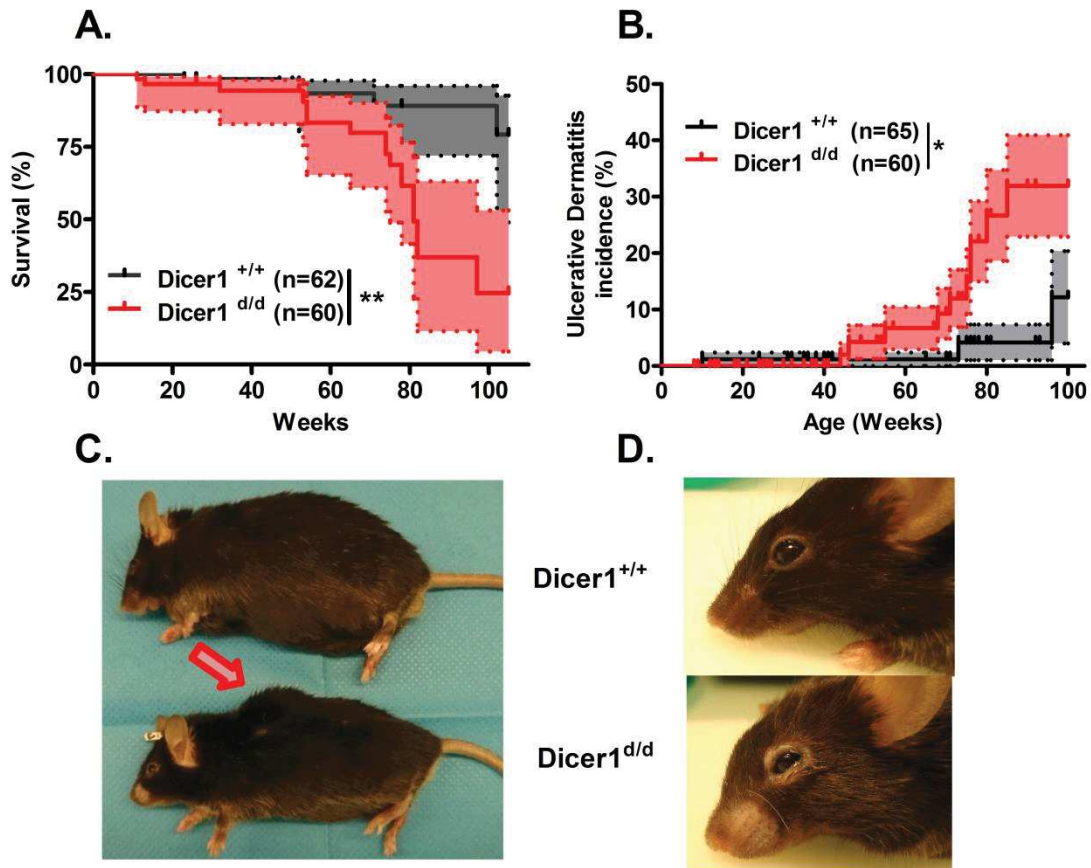 A.
Survival (%)
100
75
50
25
0
Dicer1 +/+ (n=62)
Dicer1 d/d (n=60)
**
0 20 40 60 80 100
Weeks
B.
Ulcerative Dermatitis
incidence (%)
50
40
30
20
10
0
Dicer1 +/+ (n=65)
Dicer1 d/d (n=60)
*
0 20 40 60 80 100
Age (Weeks)
C.
D.
Dicer1+/+
Dicer1d/d